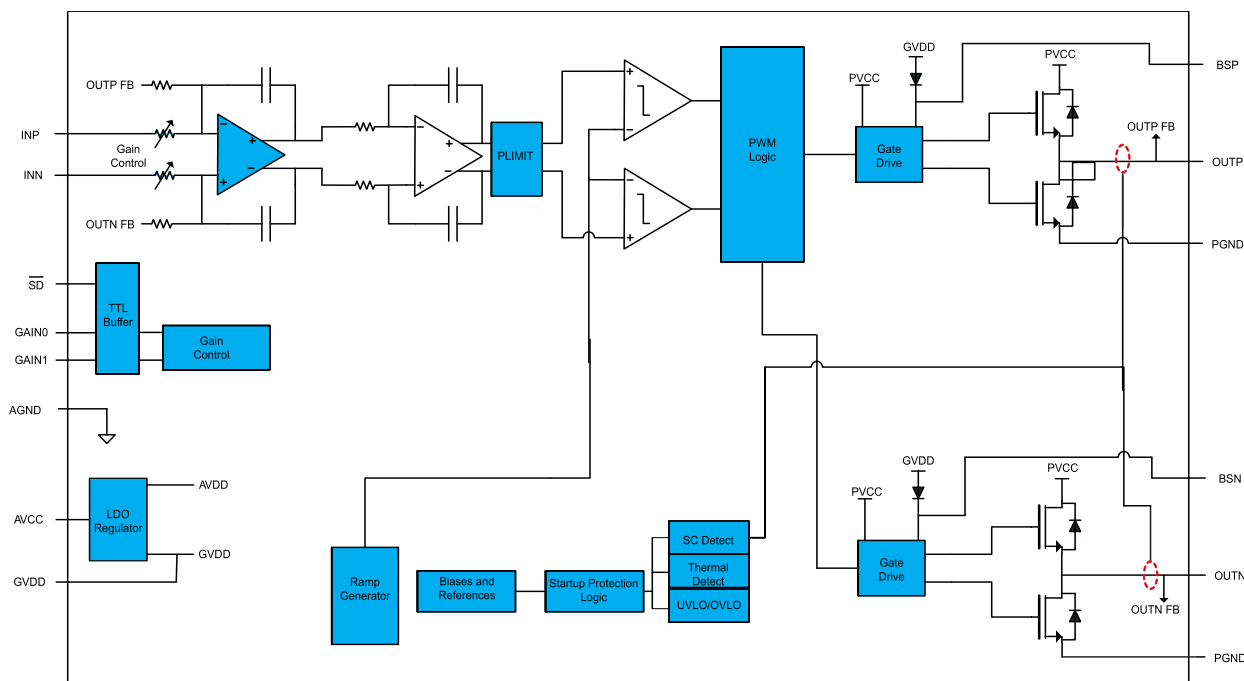 GVDD
PVCC
PVCC
BSP
OUTP FB
INP
Gain
Control
INN
OUTN FB
PLIMIT
PWM
Logic
Gate
Drive
OUTP FB
OUTP
PGND
SD
GAIN0
GAIN1
TTL
Buffer
Gain
Control
AGND
AVCC
LDO
Regulator
AVDD
GVDD
GVDD
Ramp
Generator
Biases and
References
Startup Protection
Logic
SC Detect
Thermal
Detect
UVLO/OVLO
GVDD
PVCC
PVCC
BSN
Gate
Drive
OUTN
OUTN FB
PGND